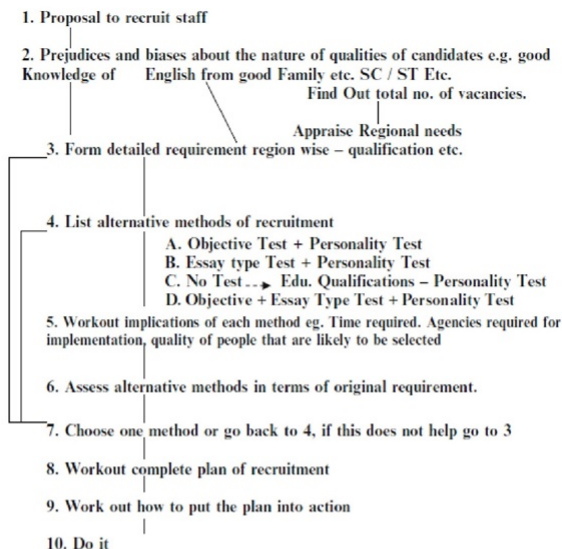 1. Proposal to recruit staff
2. Prejudices and biases about the nature of qualities of candidates e.g. good
Knowledge of English from good Family etc. SC / ST Etc.
Find Out total no. of vacancies.
Appraise Regional needs
3. Form detailed requirement region wise – qualification etc.
4. List alternative methods of recruitment
A. Objective Test + Personality Test
B. Essay type Test + Personality Test
C. No Test Edu. Qualifications – Personality Test
D. Objective + Essay Type Test + Personality Test
5. Workout implications of each method eg. Time required. Agencies required for
implementation, quality of people that are likely to be selected
6. Assess alternative methods in terms of original requirement.
7. Choose one method or go back to 4, if this does not help go to 3
8. Workout complete plan of recruitment
9. Work out how to put the plan into action
10. Do it